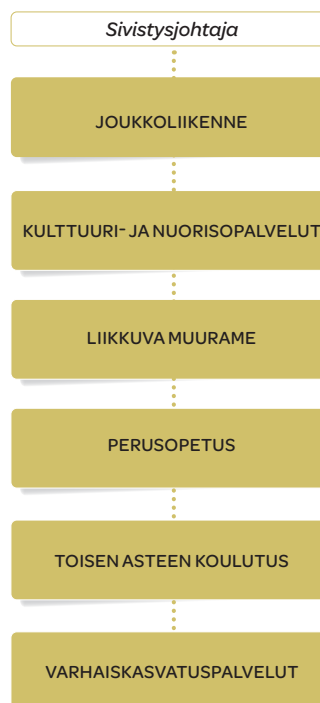 Sivistysjohtaja
JOUKKOLIIKENNE
KULTTUURI- JA NUORISOPALVELUT
LIIKKUVA MUURAME
PERUSOPETUS
TOISEN ASTEEN KOULUTUS
VARHAISKASVATUSPALVELUT